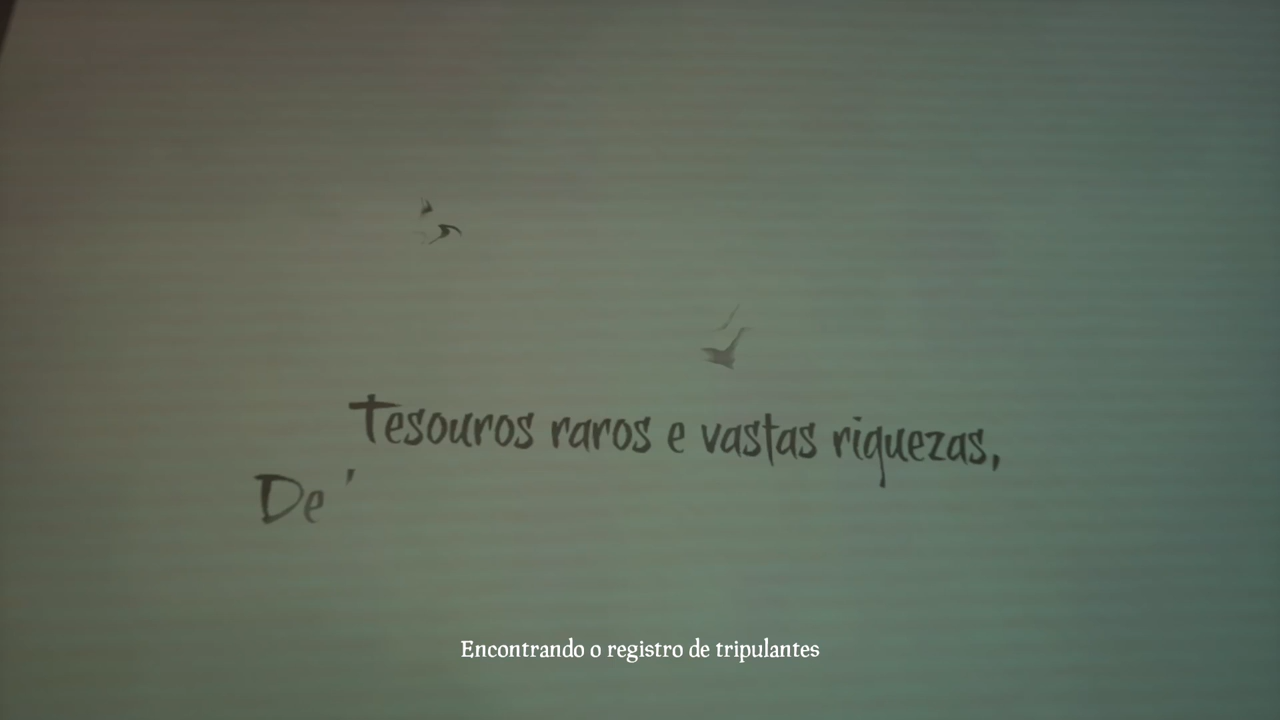 Tesouros raros e vastas riquezas,
De '
Encontrando o registro de tripulantes